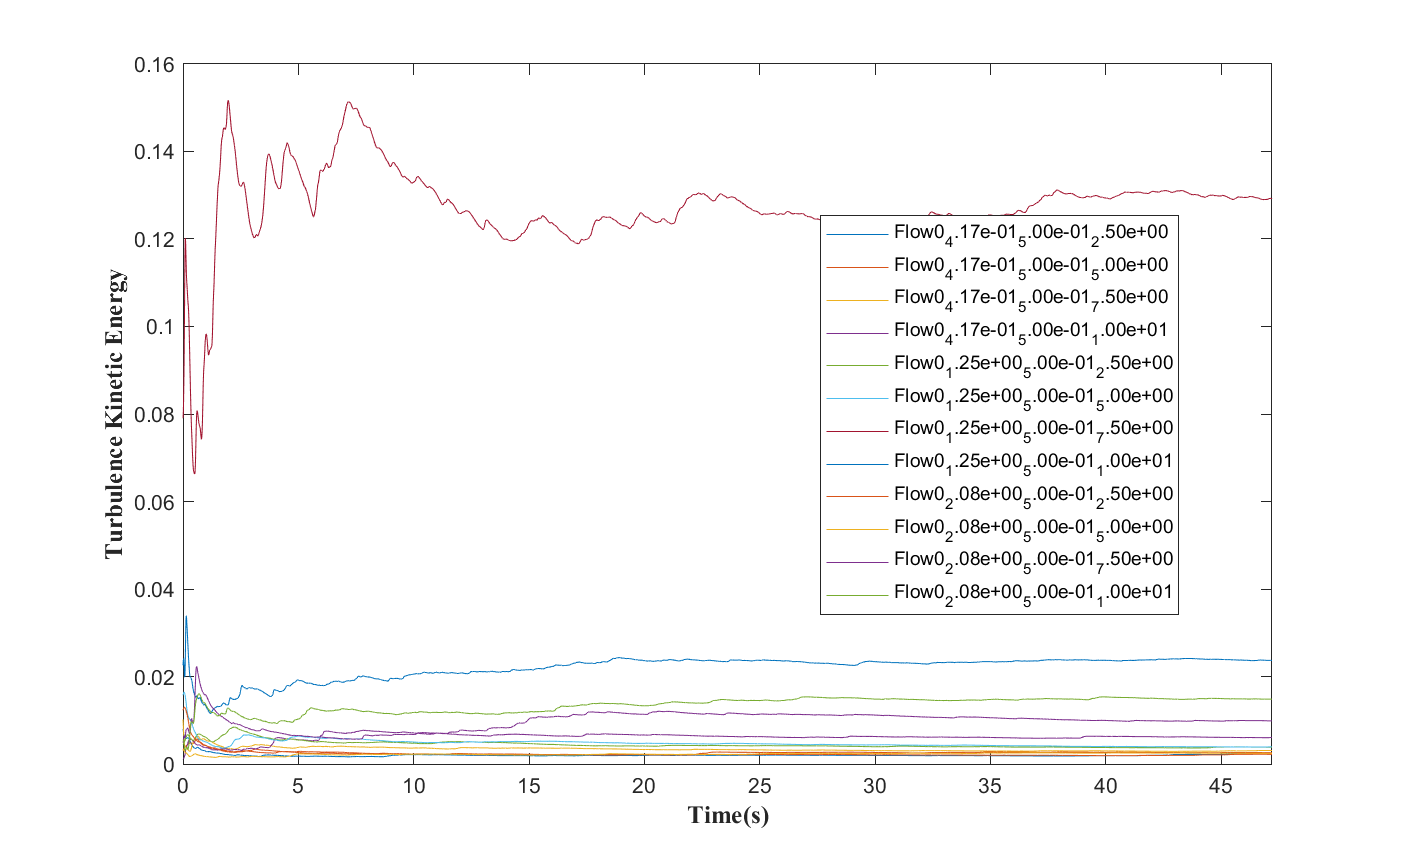 0.16
0.14
0.12
0.1
0.08
0.06
0.04
0.02
0
Turbulence Kinetic Energy
Flow0₄.17e-01₅.00e-01₂.50e+00
Flow0₄.17e-01₅.00e-01₅.00e+00
Flow0₄.17e-01₅.00e-01₇.50e+00
Flow0₄.17e-01₅.00e-01₁.00e+01
Flow0₁.25e+00₅.00e-01₂.50e+00
Flow0₁.25e+00₅.00e-01₅.00e+00
Flow0₁.25e+00₅.00e-01₇.50e+00
Flow0₁.25e+00₅.00e-01₁.00e+01
Flow0₂.08e+00₅.00e-01₂.50e+00
Flow0₂.08e+00₅.00e-01₅.00e+00
Flow0₂.08e+00₅.00e-01₇.50e+00
Flow0₂.08e+00₅.00e-01₁.00e+01
0 5 10 15 20 25 30 35 40 45
Time(s)